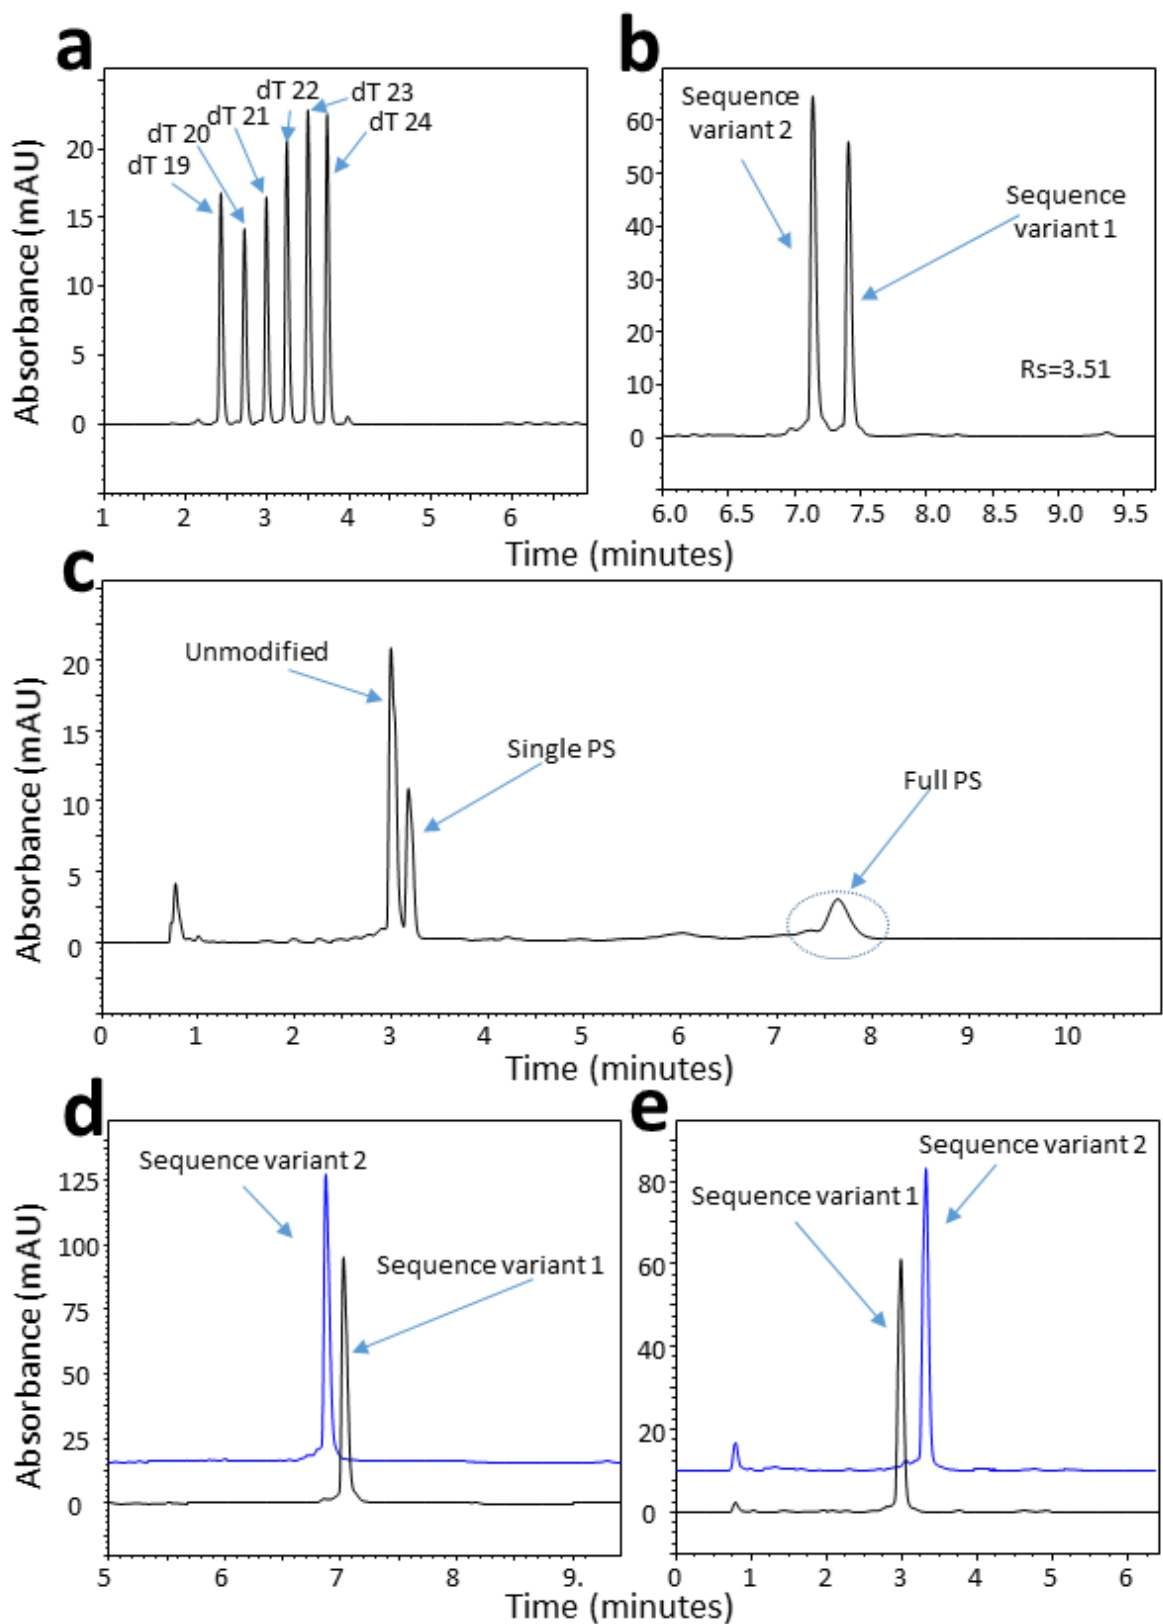 a
dT 22
dT 23
dT 21
dT 24
dT 20
dT 19
Absorbance (mAU)
20
15
10
5
0
1 2 3 4 5 6
b
Sequence
variant 2
Sequence
variant 1
Rs=3.51
60
50
40
30
20
10
0
6.0 6.5 7.0 7.5 8.0 8.5 9.0 9.5
Time (minutes)
c
Unmodified
Single PS
Full PS
Absorbance (mAU)
20
15
10
5
0
0 1 2 3 4 5 6 7 8 9 10
Time (minutes)
d
Sequence variant 2
Sequence variant 1
Absorbance (mAU)
125
100
75
50
25
0
5 6 7 8 9.
e
Sequence variant 2
Sequence variant 1
80
60
40
20
0
0 1 2 3 4 5 6
Time (minutes)